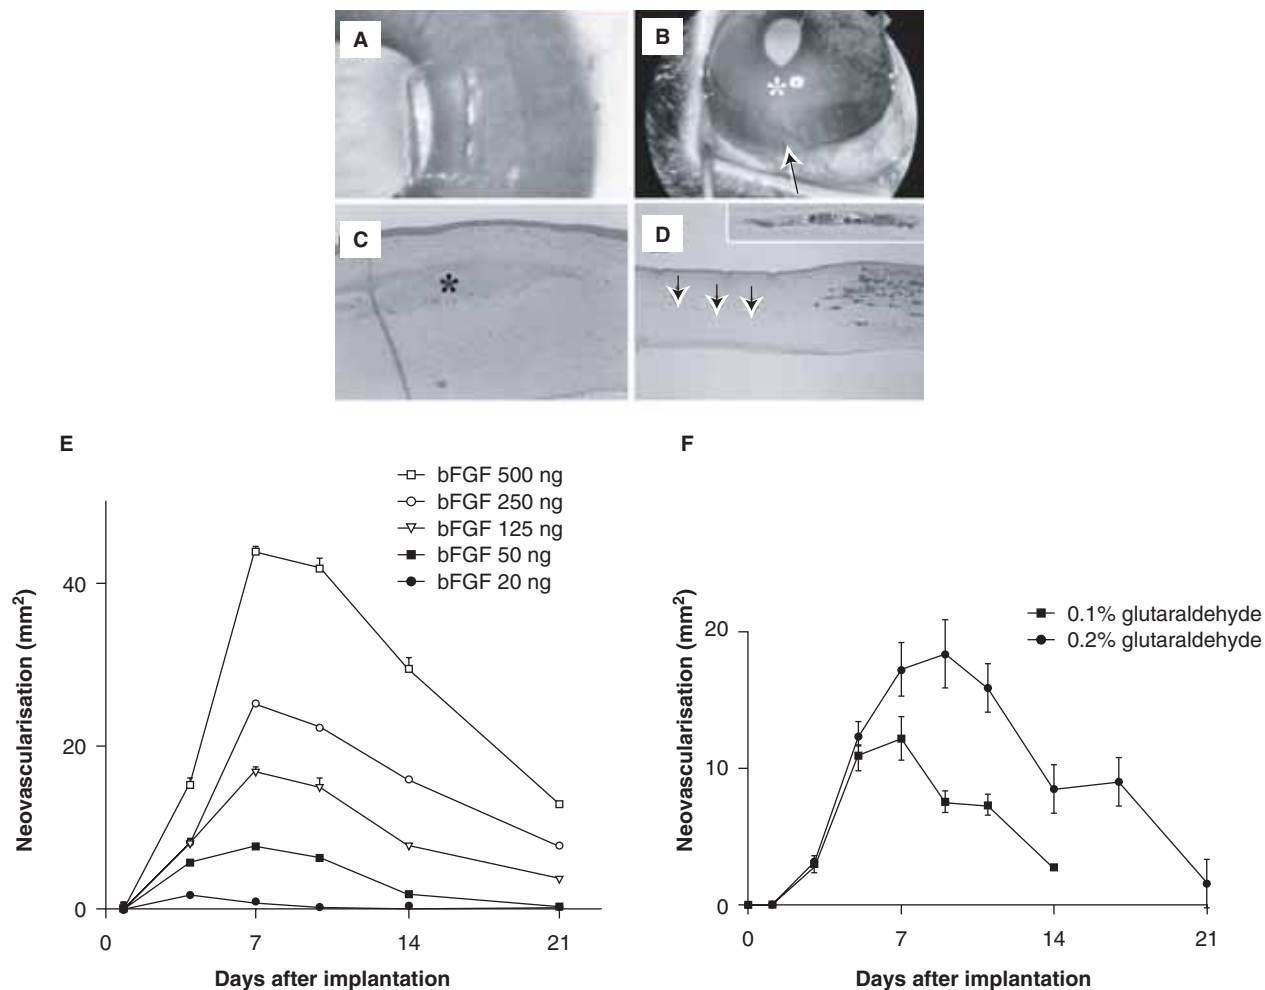 A
B
C
D
E
F
bFGF 500 ng
bFGF 250 ng
bFGF 125 ng
bFGF 50 ng
bFGF 20 ng
Neovascularisation (mm²)
40
20
0
0 7 14 21
Days after implantation
0.1% glutaraldehyde
0.2% glutaraldehyde
Neovascularisation (mm²)
20
10
0
0 7 14 21
Days after implantation